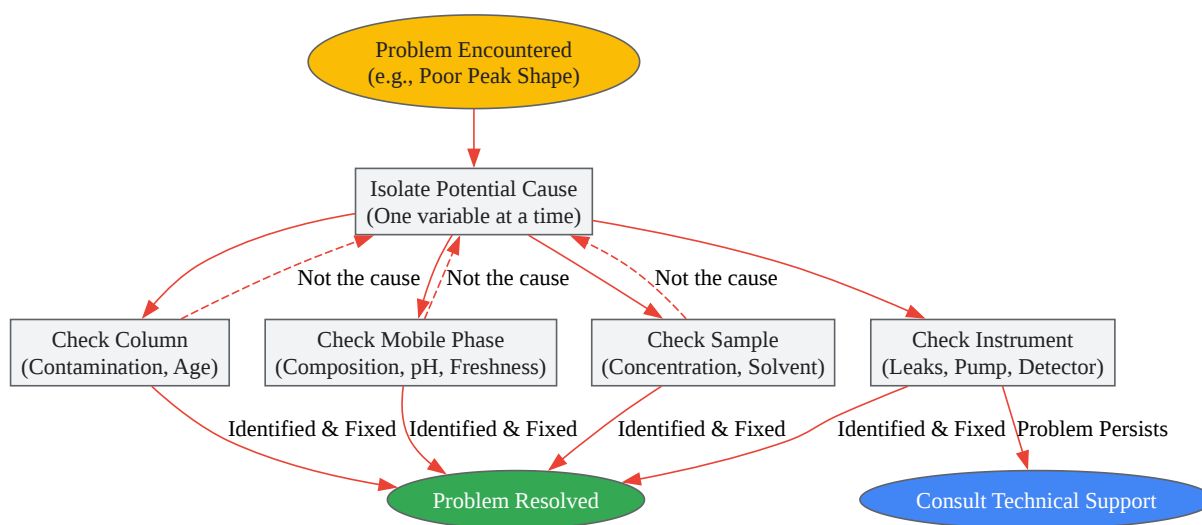 Problem Encountered
(e.g., Poor Peak Shape)
Isolate Potential Cause
(One variable at a time)
Not the cause
Not the cause
Not the cause
Check Column
(Contamination, Age)
Check Mobile Phase
(Composition, pH, Freshness)
Check Sample
(Concentration, Solvent)
Check Instrument
(Leaks, Pump, Detector)
Identified & Fixed
Identified & Fixed
Identified & Fixed
Identified & Fixed
Problem Persists
Problem Resolved
Consult Technical Support